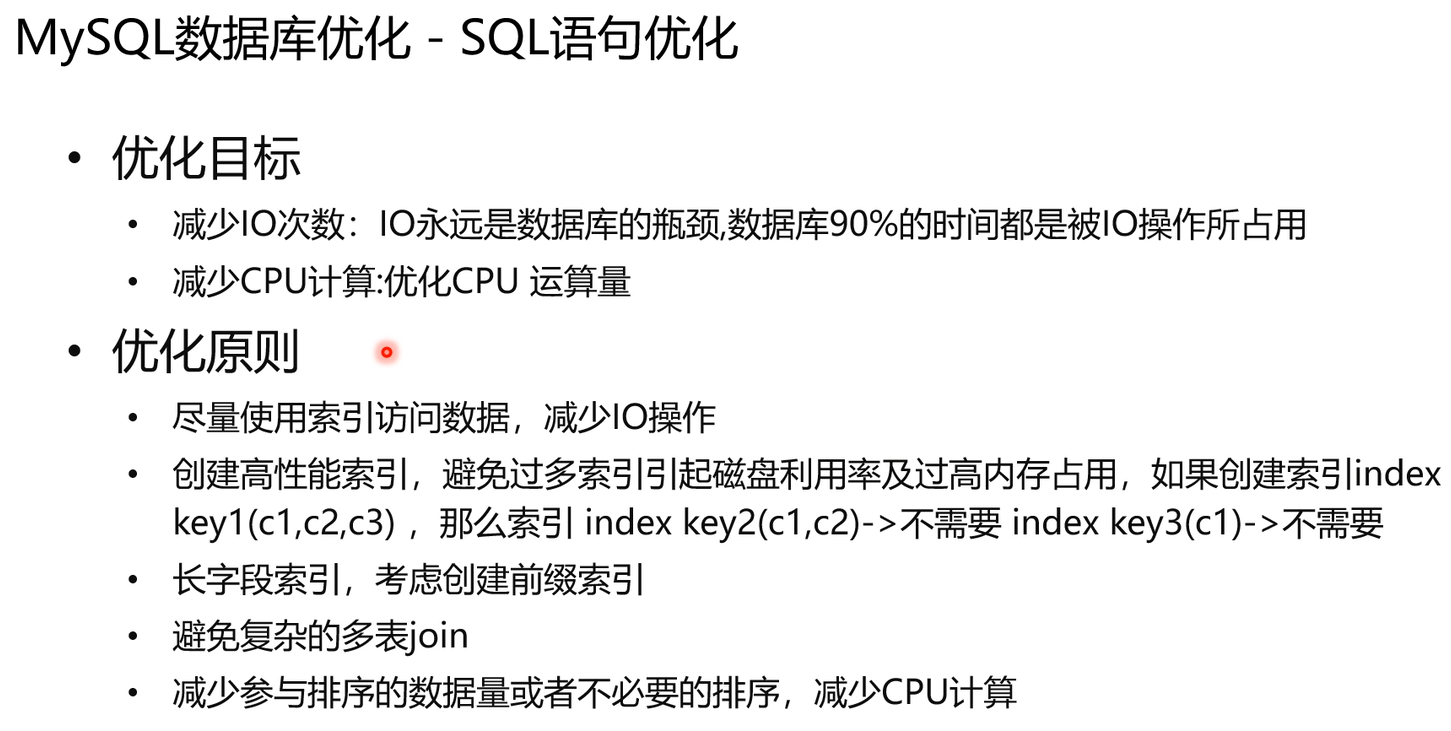 MySQL数据库优化 - SQL语句优化
• 优化目标
• 减少IO次数：IO永远是数据库的瓶颈,数据库90%的时间都是被IO操作所占用
• 减少CPU计算:优化CPU 运算量
• 优化原则
• 尽量使用索引访问数据，减少IO操作
• 创建高性能索引，避免过多索引引起磁盘利用率及过高内存占用，如果创建索引index
key1(c1,c2,c3) ，那么索引 index key2(c1,c2)->不需要 index key3(c1)->不需要
• 长字段索引，考虑创建前缀索引
• 避免复杂的多表join
• 减少参与排序的数据量或者不必要的排序，减少CPU计算